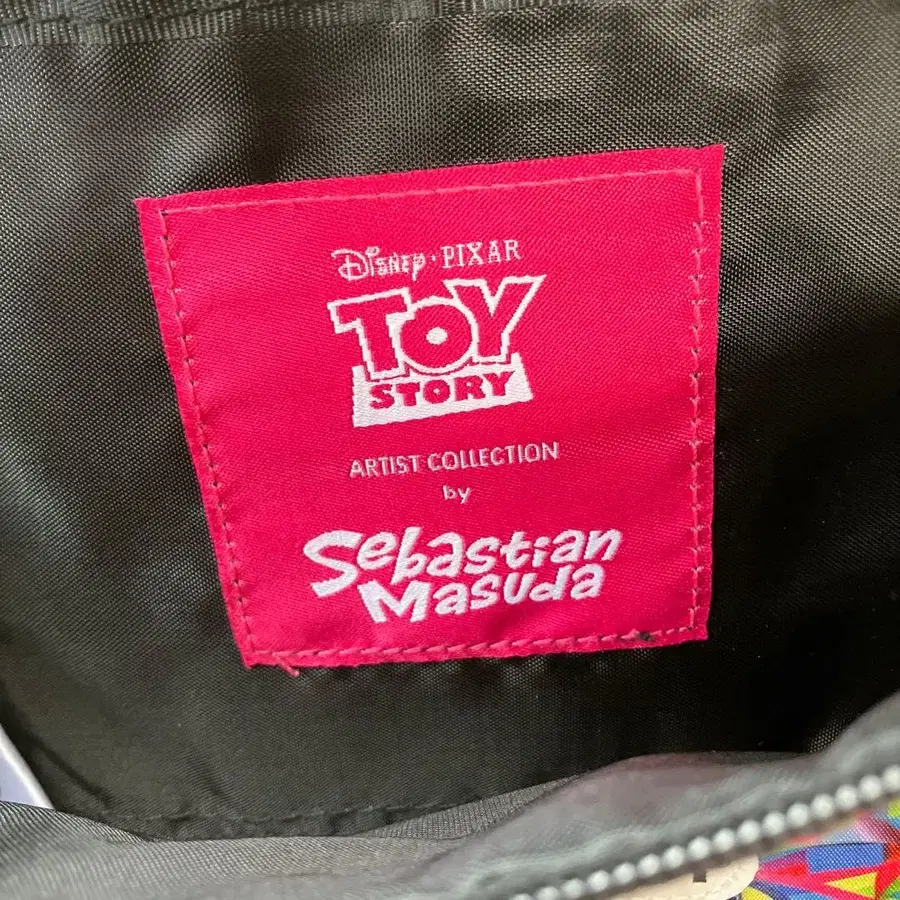 Disney · PIXAR
TOY
STORY
ARTIST COLLECTION
by
Sebastian
Masuda